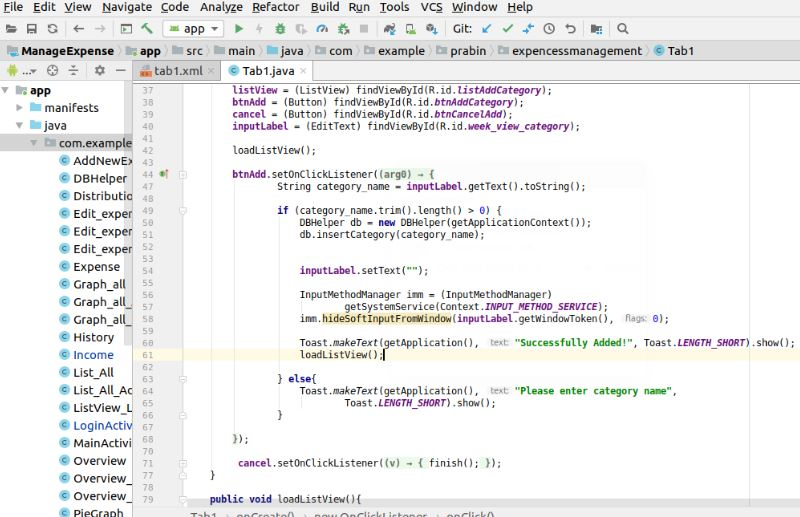 File Edit View Navigate Code Analyze Refactor Build Run Tools VCS Window Help
app Git:
ManageExpense app src main java com example prabin expencessmanagement Tab1
... tab1.xml Tab1.java
app
manifests
java
com.example
AddNewEx
DBHelper
Distributio
Edit_expen
Edit_exper
Edit_exper
Expense
Graph_all
Graph_all_
Graph_all_
History
Income
List_All
List_All_Ac
ListView_L
LoginActiv
MainActivi
Overview
Overview_
Overview_
PieGraph
37 listView = (ListView) findViewById(R.id.listAddCategory);
38 btnAdd = (Button) findViewById(R.id.btnAddCategory);
39 cancel = (Button) findViewById(R.id.btnCancelAdd);
40 inputLabel = (EditText) findViewById(R.id.week_view_category);
41
42 loadListView();
43
44 btnAdd.setOnClickListener((arg0) → {
47 String category_name = inputLabel.getText().toString();
48
49 if (category_name.trim().length() > 0) {
50 DBHelper db = new DBHelper(getApplicationContext());
51 db.insertCategory(category_name);
52
53
54 inputLabel.setText("");
55
56 InputMethodManager imm = (InputMethodManager)
57 getSystemService(Context.INPUT_METHOD_SERVICE);
58 imm.hideSoftInputFromWindow(inputLabel.getWindowToken(), flags: 0);
59
60 Toast.makeText(getApplication(), text: "Successfully Added!", Toast.LENGTH_SHORT).show();
61 loadListView();
62
63 } else{
64 Toast.makeText(getApplication(), text: "Please enter category name",
65 Toast.LENGTH_SHORT).show();
66 }
67
68 });
70
71 cancel.setOnClickListener((v) → { finish(); });
77 }
78
79 public void loadListView(){
Tab1 onCreate() new OnClickListener onClick()